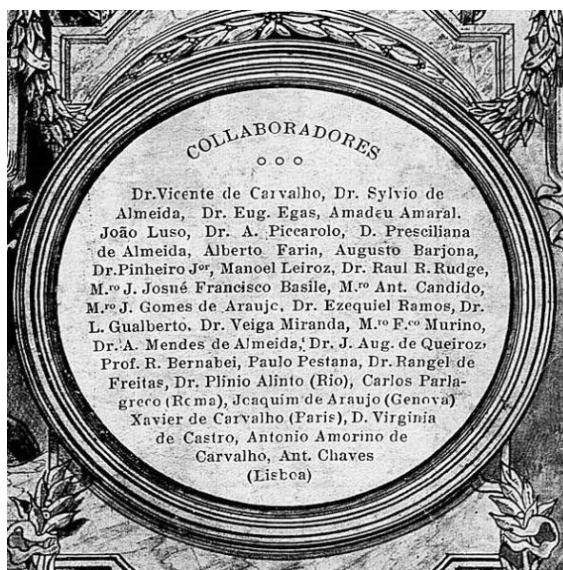 COLLABORADORES
Dr. Vicente de Carvalho, Dr. Sylvio de
Almeida, Dr. Eug. Egas, Amadeu Amaral.
João Luso, Dr. A. Piccarolo, D. Presciliana
de Almeida, Alberto Faria, Augusto Barjona,
Dr. Pinheiro Jor, Manoel Leiroz, Dr. Raul R. Rudge,
M.ro J. Josué Francisco Basile, M.ro Ant. Candido,
M.ro J. Gomes de Araujo, Dr. Ezequiel Ramos, Dr.
L. Gualberto, Dr. Veiga Miranda, M.ro F.co Murino,
Dr. A. Mendes de Almeida, Dr. J. Aug. de Queiroz,
Prof. R. Bernabei, Paulo Pestana, Dr. Rangel de
Freitas, Dr. Plinio Alinto (Rio), Carlos Parla-
greco (Roma), Joaquim de Araujo (Genova)
Xavier de Carvalho (Paris), D. Virginia
de Castro, Antonio Amorino de
Carvalho, Ant. Chaves
(Lisboa)